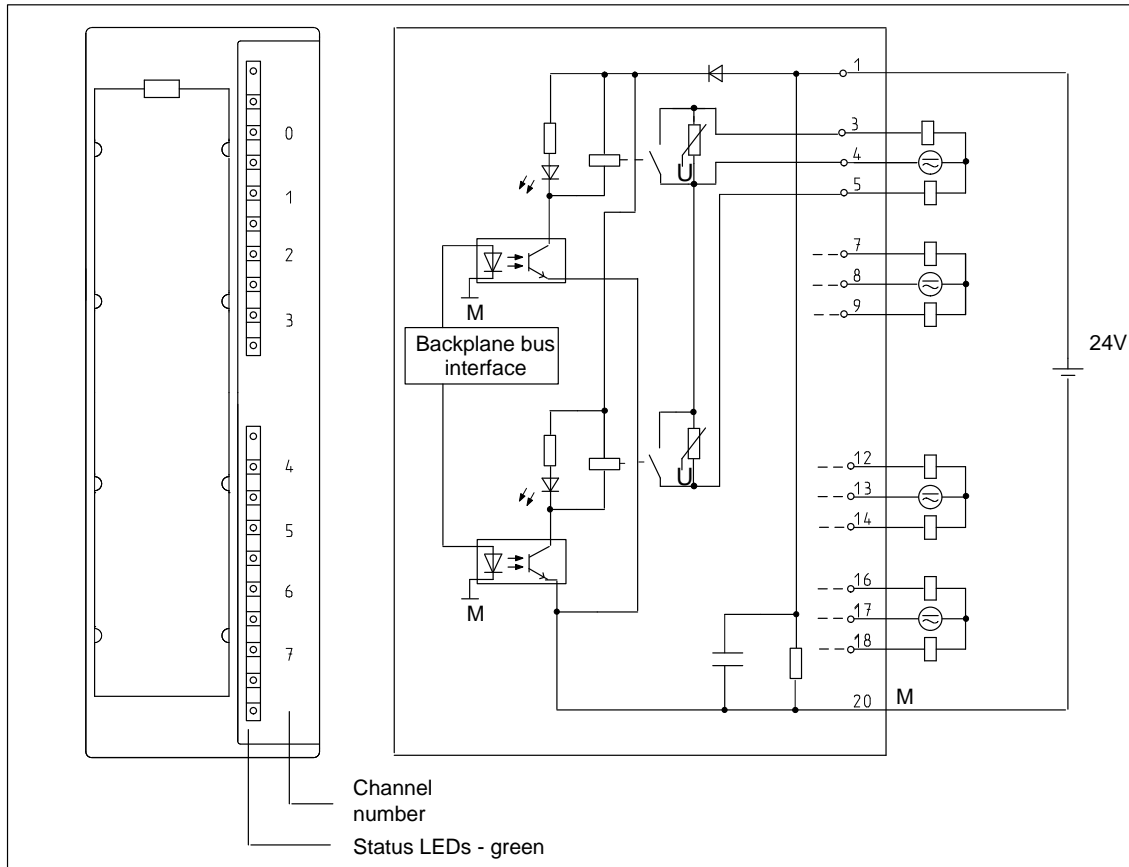 0
1
2
3
4
5
6
7
Channel
number
Status LEDs - green
M
Backplane bus
interface
M
U
U
1
3
4
5
7
8
9
12
13
14
16
17
18
20 M
24V